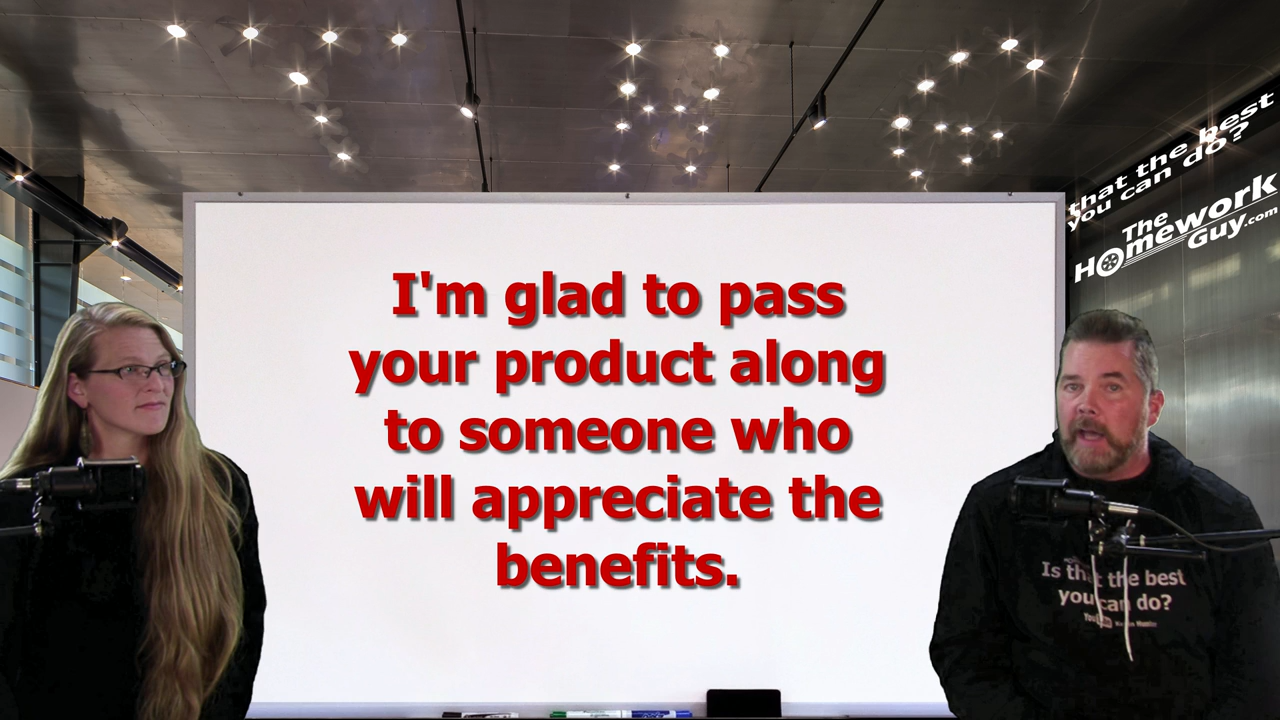 that the best
you can do?
The
Homework
Guy.com
I'm glad to pass
your product along
to someone who
will appreciate the
benefits.
Is that the best
you can do?